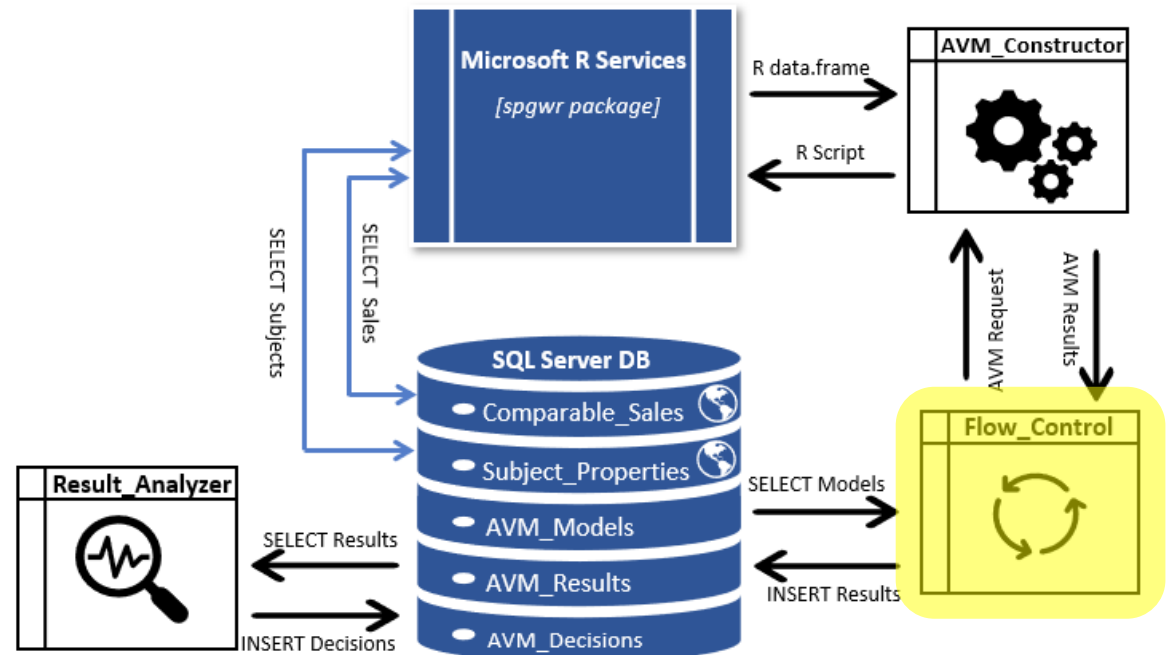 Microsoft R Services
[spgwr package]
R data.frame
R Script
AVM_Constructor
SELECT Subjects
SELECT Sales
AVM Request
AVM Results
SQL Server DB
Comparable_Sales
Subject_Properties
AVM_Models
AVM_Results
AVM_Decisions
SELECT Models
INSERT Results
Flow_Control
Result_Analyzer
SELECT Results
INSERT Decisions